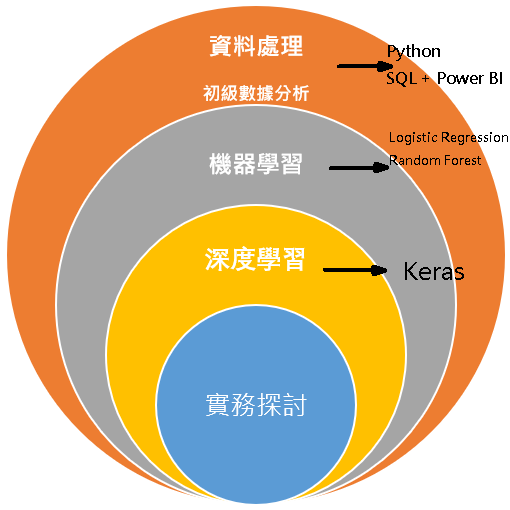 資料處理
Python
SQL + Power BI
初級數據分析
Logistic Regression
機器學習
Random Forest
深度學習
Keras
實務探討